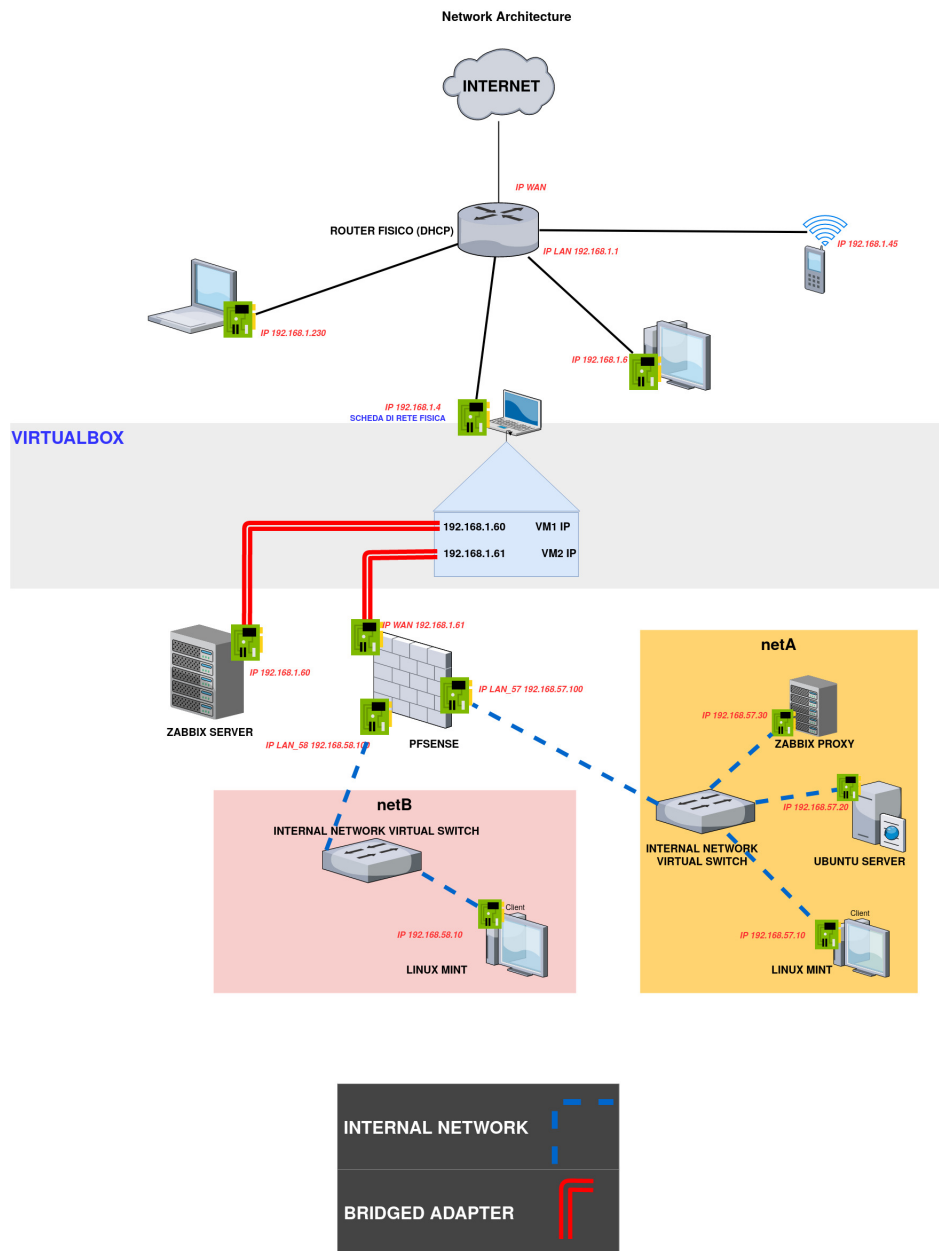 Network Architecture
INTERNET
IP WAN
ROUTER FISICO (DHCP)
IP LAN 192.168.1.1
IP 192.168.1.45
IP 192.168.1.230
IP 192.168.1.6
IP 192.168.1.4
SCHEDA DI RETE FISICA
VIRTUALBOX
192.168.1.60 VM1 IP
192.168.1.61 VM2 IP
IP WAN 192.168.1.61
IP 192.168.1.60
ZABBIX SERVER
IP LAN_57 192.168.57.100
IP LAN_58 192.168.58.100
PFSENSE
netA
IP 192.168.57.30
ZABBIX PROXY
IP 192.168.57.20
INTERNAL NETWORK
VIRTUAL SWITCH
UBUNTU SERVER
Client
IP 192.168.57.10
LINUX MINT
netB
INTERNAL NETWORK VIRTUAL SWITCH
Client
IP 192.168.58.10
LINUX MINT
INTERNAL NETWORK
BRIDGED ADAPTER